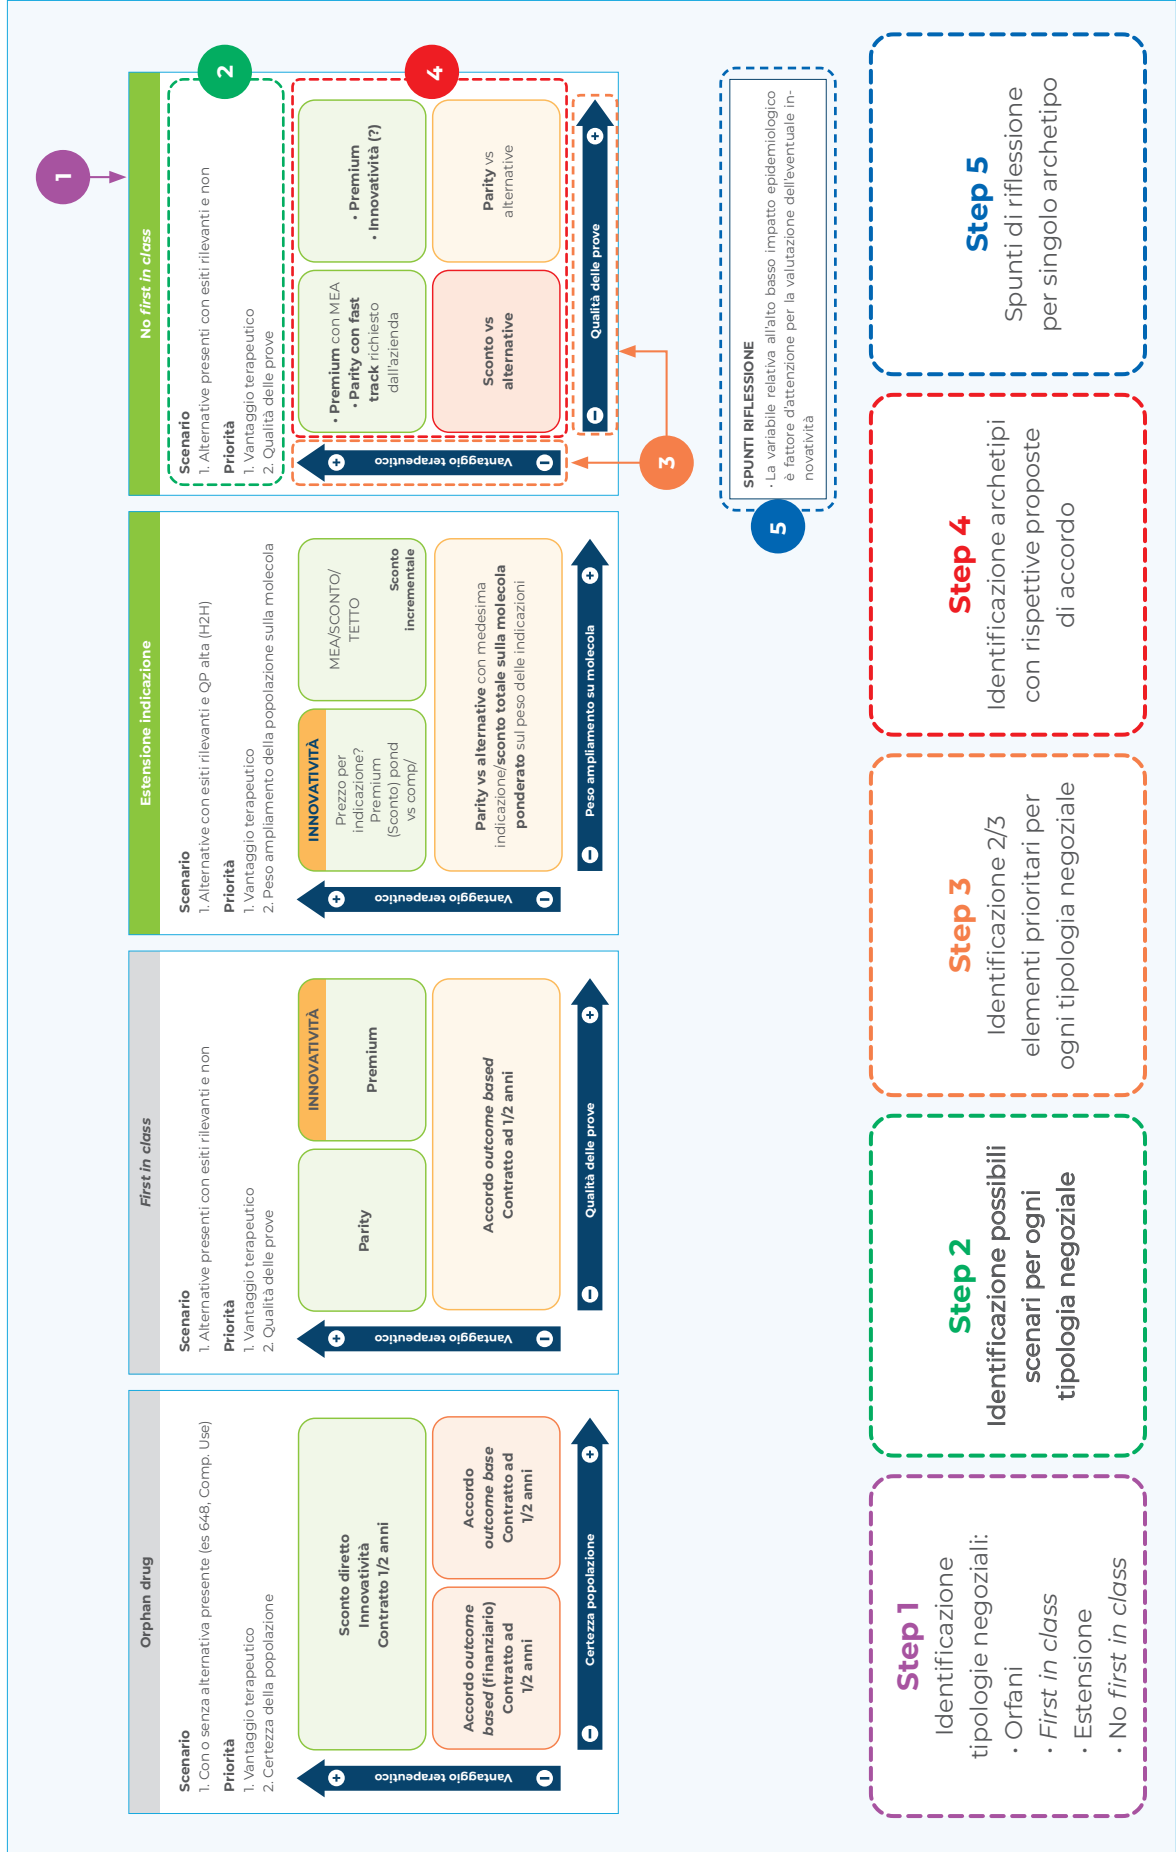 1
Orphan drug
Scenario
1. Con o senza alternativa presente (es 648, Comp. Use)
Priorità
1. Vantaggio terapeutico
2. Certezza della popolazione
Vantaggio terapeutico
Sconto diretto
Innovatività
Contratto 1/2 anni
Accordo outcome
based (finanziario)
Contratto ad
1/2 anni
Accordo
outcome base
Contratto ad
1/2 anni
Certezza popolazione
First in class
Scenario
1. Alternative presenti con esiti rilevanti e non
Priorità
1. Vantaggio terapeutico
2. Qualità delle prove
Vantaggio terapeutico
Parity
INNOVATIVITÀ
Premium
Accordo outcome based
Contratto ad 1/2 anni
Qualità delle prove
Estensione indicazione
Scenario
1. Alternative con esiti rilevanti e QP alta (H2H)
Priorità
1. Vantaggio terapeutico
2. Peso ampliamento della popolazione sulla molecola
Vantaggio terapeutico
INNOVATIVITÀ
Prezzo per
indicazione?
Premium
(Sconto) pond
vs comp/
MEA/SCONTO/
TETTO
Sconto
incrementale
Parity vs alternative con medesima
indicazione/sconto totale sulla molecola
ponderato sul peso delle indicazioni
Peso ampliamento su molecola
No first in class
2
Scenario
1. Alternative presenti con esiti rilevanti e non
Priorità
1. Vantaggio terapeutico
2. Qualità delle prove
Vantaggio terapeutico
4
• Premium con MEA
• Parity con fast
track richiesto
dall'azienda
• Premium
• Innovatività (?)
Sconto vs
alternative
Parity vs
alternative
Qualità delle prove
3
5
SPUNTI RIFLESSIONE
• La variabile relativa all'alto basso impatto epidemiologico
è fattore d'attenzione per la valutazione dell'eventuale in-
novatività
Step 1
Identificazione
tipologie negoziali:
• Orfani
• First in class
• Estensione
• No first in class
Step 2
Identificazione possibili
scenari per ogni
tipologia negoziale
Step 3
Identificazione 2/3
elementi prioritari per
ogni tipologia negoziale
Step 4
Identificazione archetipi
con rispettive proposte
di accordo
Step 5
Spunti di riflessione
per singolo archetipo